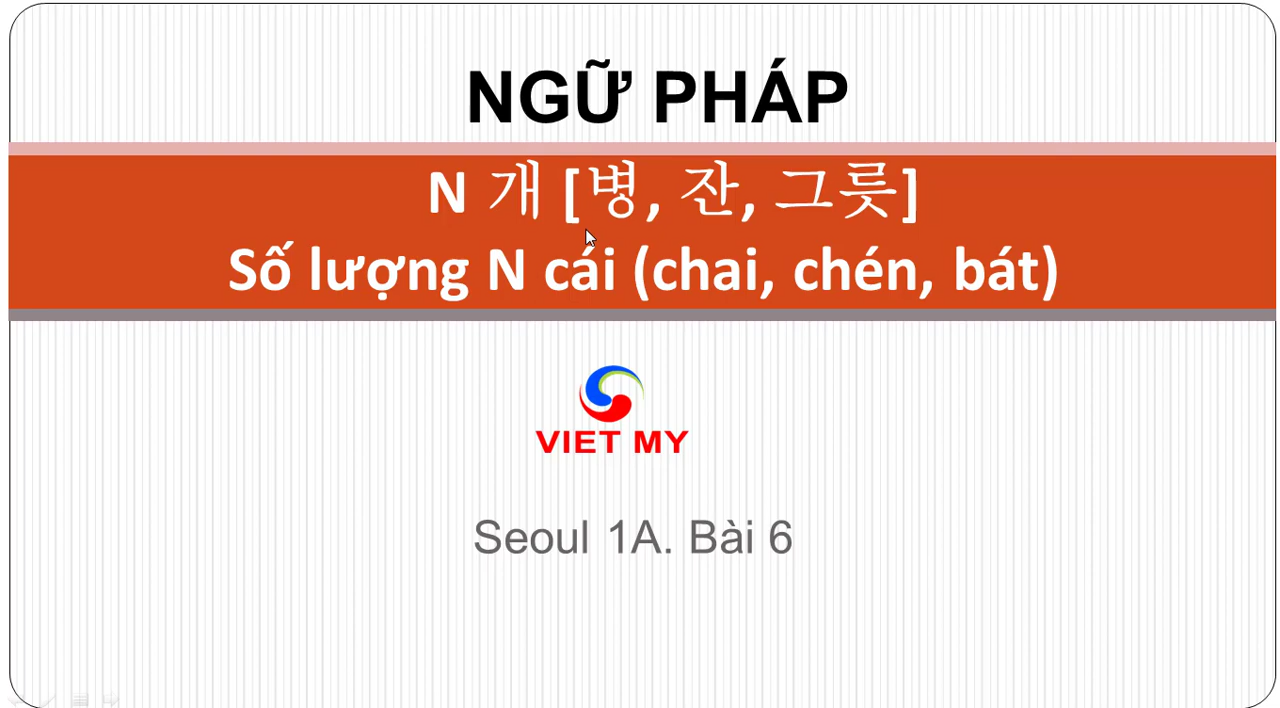 NGỮ PHÁP
N 개 [병, 잔, 그릇]
Số lượng N cái (chai, chén, bát)
VIET MY
Seoul 1A. Bài 6